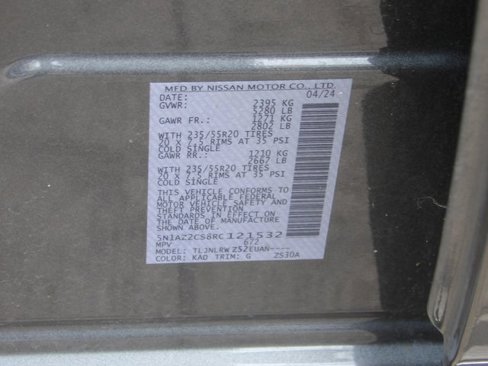 MFD BY NISSAN MOTOR CO., LTD
DATE: 04/24
GVWR: 2395 KG
5280 LB
GAWR FR.: 1271 KG
2802 LB
WITH 235/55R20 TIRES
20 X 7.5 RIMS AT 35 PSI
COLD SINGLE
GAWR RR.: 1210 KG
2667 LB
WITH 235/55R20 TIRES
20 X 7.5 RIMS AT 35 PSI
COLD SINGLE
THIS VEHICLE CONFORMS TO
ALL APPLICABLE FEDERAL
MOTOR VEHICLE SAFETY AND
THEFT PREVENTION
STANDARDS IN EFFECT ON
THE DATE OF MANUFACTURE
SHOWN ABOVE.
5N1AZ2CS8RC121532
MPV 672
MODEL: TLJNLRWZ52EUAN----
COLOR: KAD TRIM: G ZS30A